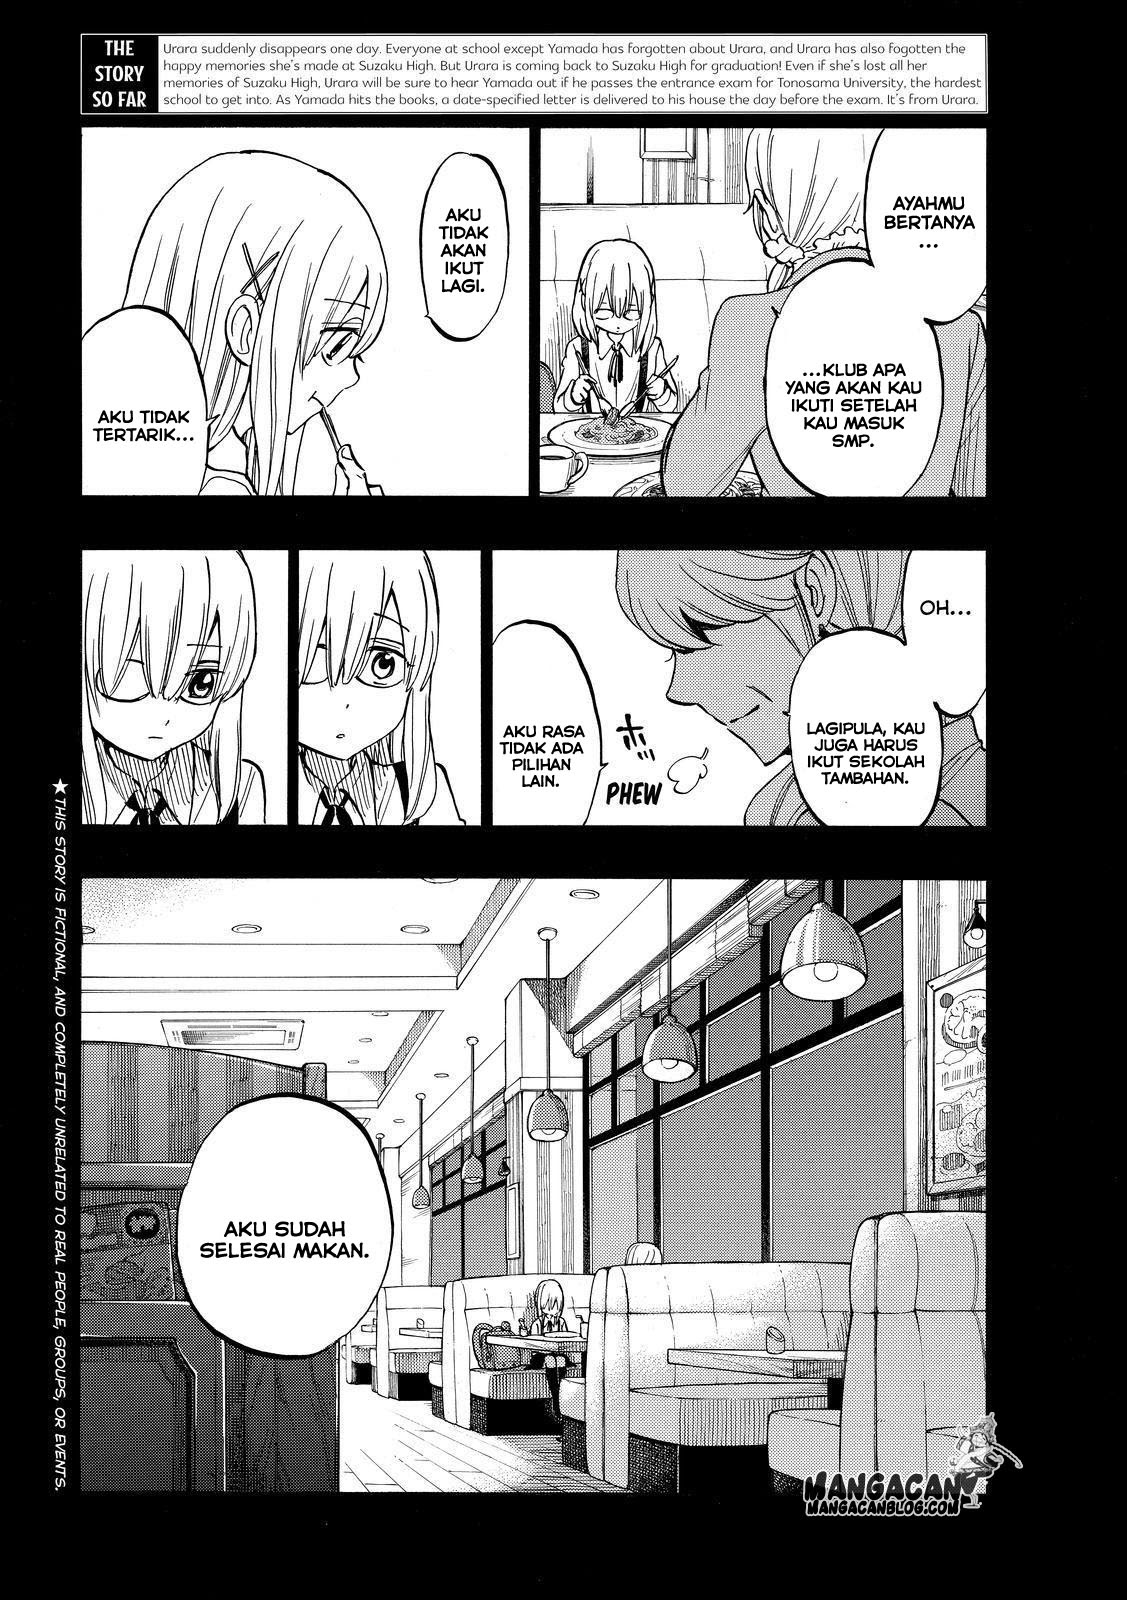 THE
STORY
SO FAR
Urara suddenly disappears one day. Everyone at school except Yamada has forgotten about Urara, and Urara has also fogotten the
happy memories she's made at Suzaku High. But Urara is coming back to Suzaku High for graduation! Even if she's lost all her
memories of Suzaku High, Urara will be sure to hear Yamada out if he passes the entrance exam for Tonosama University, the hardest
school to get into. As Yamada hits the books, a date-specified letter is delivered to his house the day before the exam. It's from Urara.
AYAHMU
BERTANYA
...
...KLUB APA
YANG AKAN KAU
IKUTI SETELAH
KAU MASUK
SMP.
AKU
TIDAK
AKAN
IKUT
LAGI.
AKU TIDAK
TERTARIK...
OH...
LAGIPULA, KAU
JUGA HARUS
IKUT SEKOLAH
TAMBAHAN.
ホ…
PHEW
AKU RASA
TIDAK ADA
PILIHAN
LAIN.
AKU SUDAH
SELESAI MAKAN.
★THIS STORY IS FICTIONAL, AND COMPLETELY UNRELATED TO REAL PEOPLE, GROUPS, OR EVENTS.
MANGACAN
MANGACANBLOG.COM